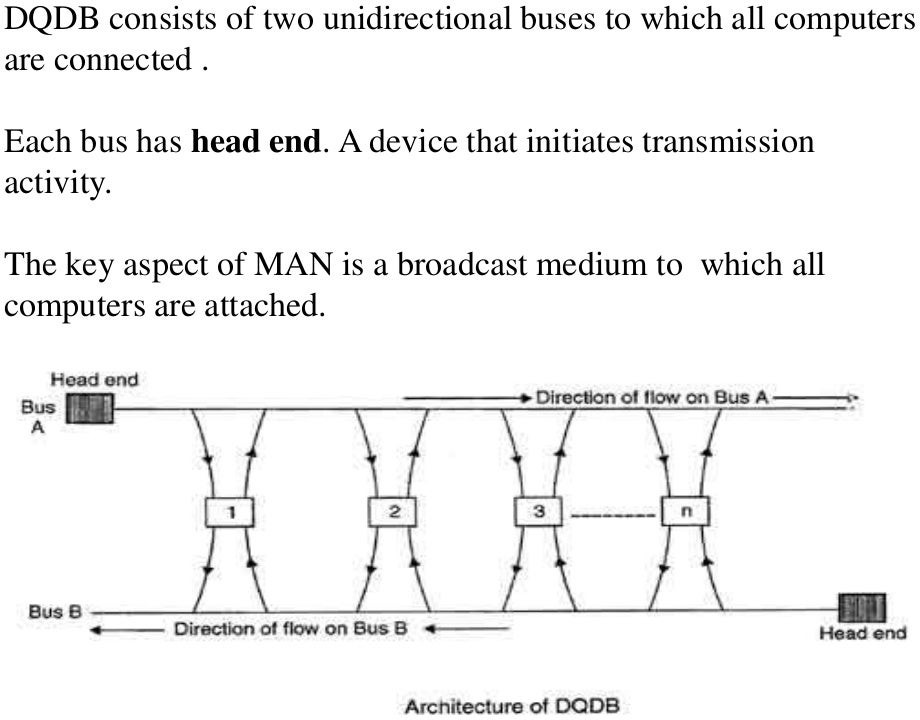 DQDB consists of two unidirectional buses to which all computers
are connected .
Each bus has head end. A device that initiates transmission
activity.
The key aspect of MAN is a broadcast medium to which all
computers are attached.
Head end
Bus
A
Direction of flow on Bus A
1
2
3
n
Bus B
Direction of flow on Bus B
Head end
Architecture of DQDB